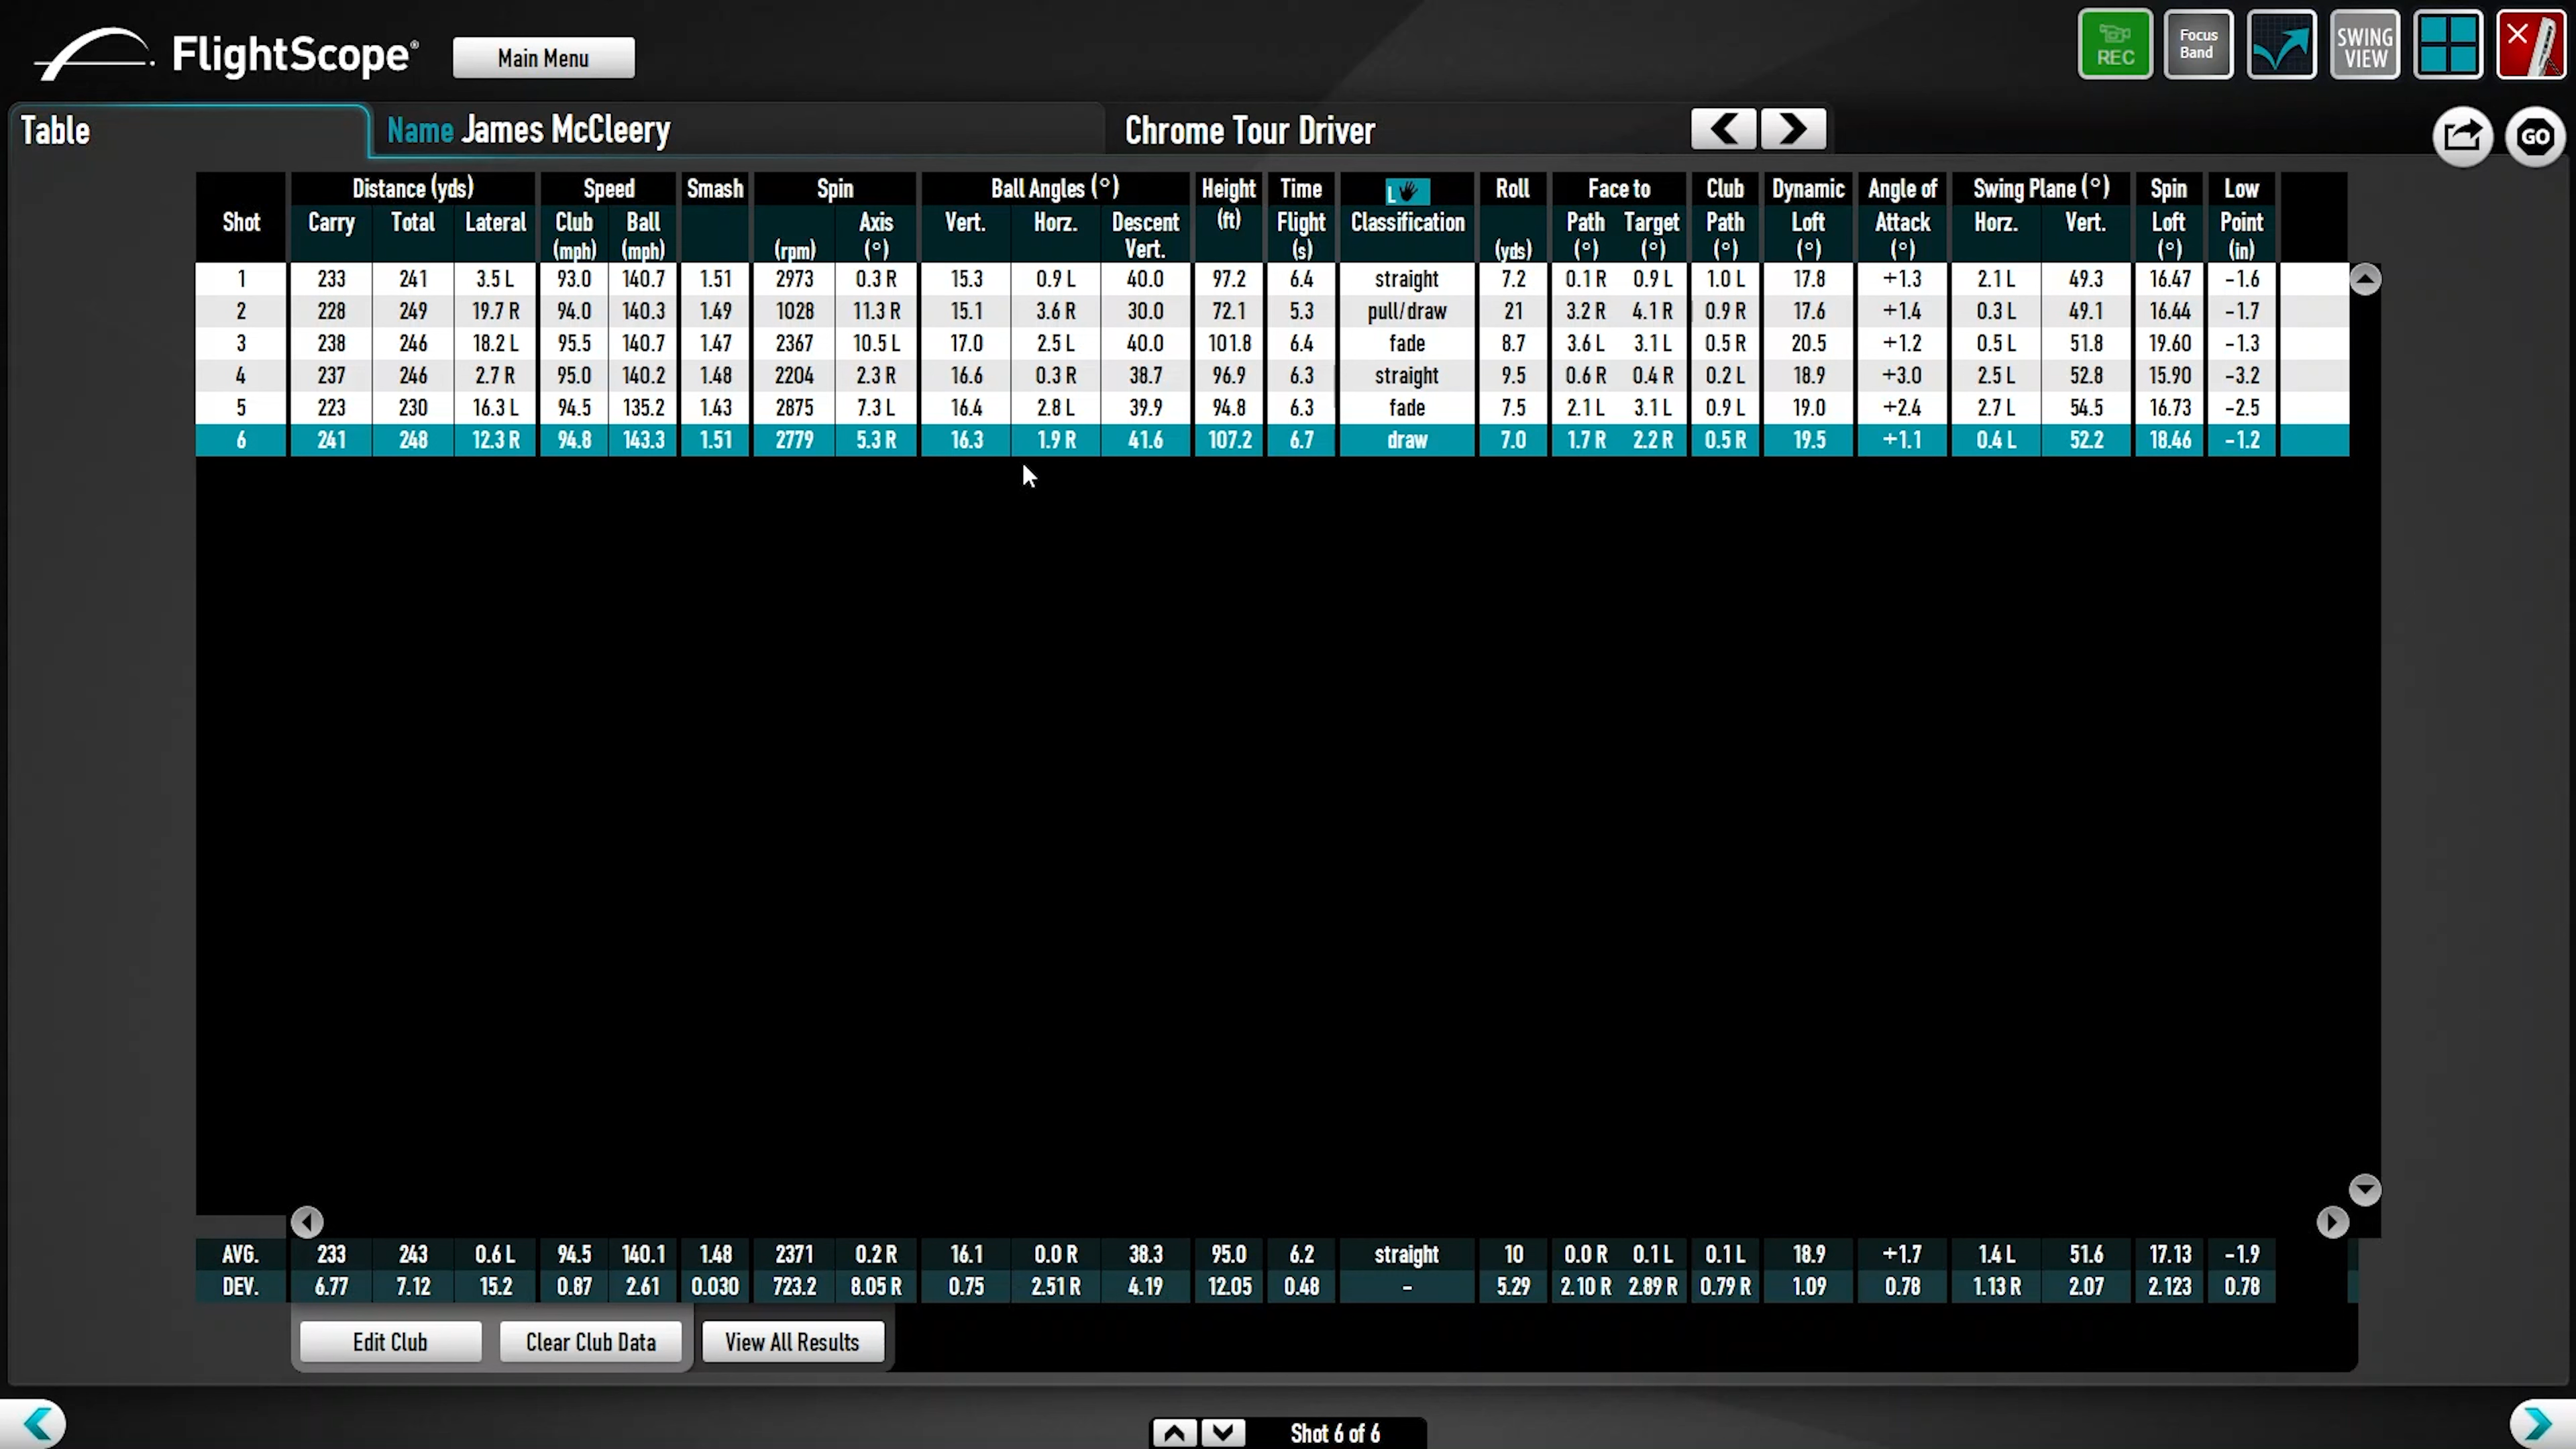 FlightScope®
Main Menu
REC
Focus Band
SWING VIEW
Table
Name James McCleery
Chrome Tour Driver
GO
Distance (yds) Speed Smash Spin Ball Angles (°) Height Time L Roll Face to Club Dynamic Angle of Swing Plane (°) Spin Low
Shot Carry Total Lateral Club Ball Axis Vert. Horz. Descent (ft) Flight Classification Path Target Path Loft Attack Horz. Vert. Loft Point
(mph) (mph) (rpm) (°) Vert. (s) (yds) (°) (°) (°) (°) (°) (°) (in)
1 233 241 3.5 L 93.0 140.7 1.51 2973 0.3 R 15.3 0.9 L 40.0 97.2 6.4 straight 7.2 0.1 R 0.9 L 1.0 L 17.8 +1.3 2.1 L 49.3 16.47 -1.6
2 228 249 19.7 R 94.0 140.3 1.49 1028 11.3 R 15.1 3.6 R 30.0 72.1 5.3 pull/draw 21 3.2 R 4.1 R 0.9 R 17.6 +1.4 0.3 L 49.1 16.44 -1.7
3 238 246 18.2 L 95.5 140.7 1.47 2367 10.5 L 17.0 2.5 L 40.0 101.8 6.4 fade 8.7 3.6 L 3.1 L 0.5 R 20.5 +1.2 0.5 L 51.8 19.60 -1.3
4 237 246 2.7 R 95.0 140.2 1.48 2204 2.3 R 16.6 0.3 R 38.7 96.9 6.3 straight 9.5 0.6 R 0.4 R 0.2 L 18.9 +3.0 2.5 L 52.8 15.90 -3.2
5 223 230 16.3 L 94.5 135.2 1.43 2875 7.3 L 16.4 2.8 L 39.9 94.8 6.3 fade 7.5 2.1 L 3.1 L 0.9 L 19.0 +2.4 2.7 L 54.5 16.73 -2.5
6 241 248 12.3 R 94.8 143.3 1.51 2779 5.3 R 16.3 1.9 R 41.6 107.2 6.7 draw 7.0 1.7 R 2.2 R 0.5 R 19.5 +1.1 0.4 L 52.2 18.46 -1.2
AVG. 233 243 0.6 L 94.5 140.1 1.48 2371 0.2 R 16.1 0.0 R 38.3 95.0 6.2 straight 10 0.0 R 0.1 L 0.1 L 18.9 +1.7 1.4 L 51.6 17.13 -1.9
DEV. 6.77 7.12 15.2 0.87 2.61 0.030 723.2 8.05 R 0.75 2.51 R 4.19 12.05 0.48 - 5.29 2.10 R 2.89 R 0.79 R 1.09 0.78 1.13 R 2.07 2.123 0.78
Edit Club
Clear Club Data
View All Results
Shot 6 of 6